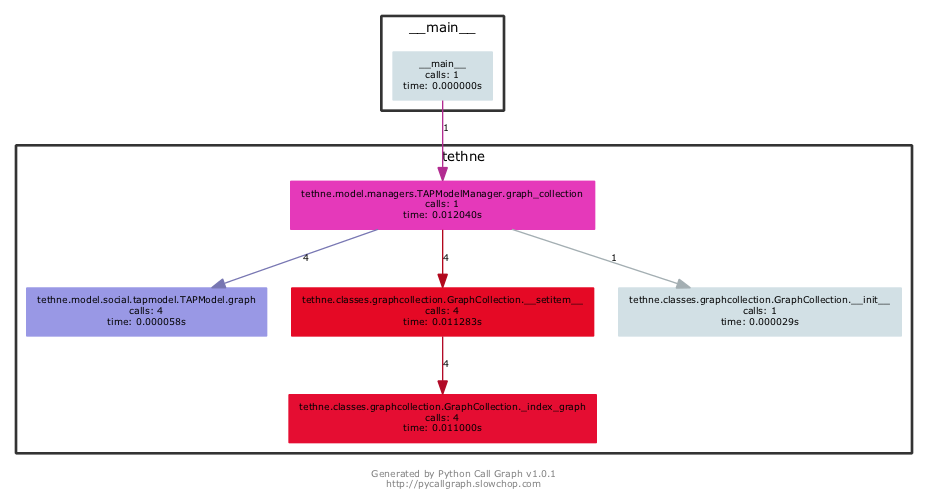 __main__
__main__
calls: 1
time: 0.000000s
1
tethne
tethne.model.managers.TAPModelManager.graph_collection
calls: 1
time: 0.012040s
4
4
1
tethne.model.social.tapmodel.TAPModel.graph
calls: 4
time: 0.000058s
tethne.classes.graphcollection.GraphCollection.__setitem__
calls: 4
time: 0.011283s
tethne.classes.graphcollection.GraphCollection.__init__
calls: 1
time: 0.000029s
4
tethne.classes.graphcollection.GraphCollection._index_graph
calls: 4
time: 0.011000s
Generated by Python Call Graph v1.0.1
http://pycallgraph.slowchop.com